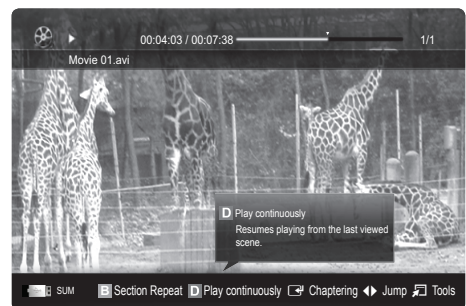 00:04:03 / 00:07:38 1/1
Movie 01.avi
D Play continuously
Resumes playing from the last viewed
scene.
SUM B Section Repeat D Play continuously Chaptering Jump Tools